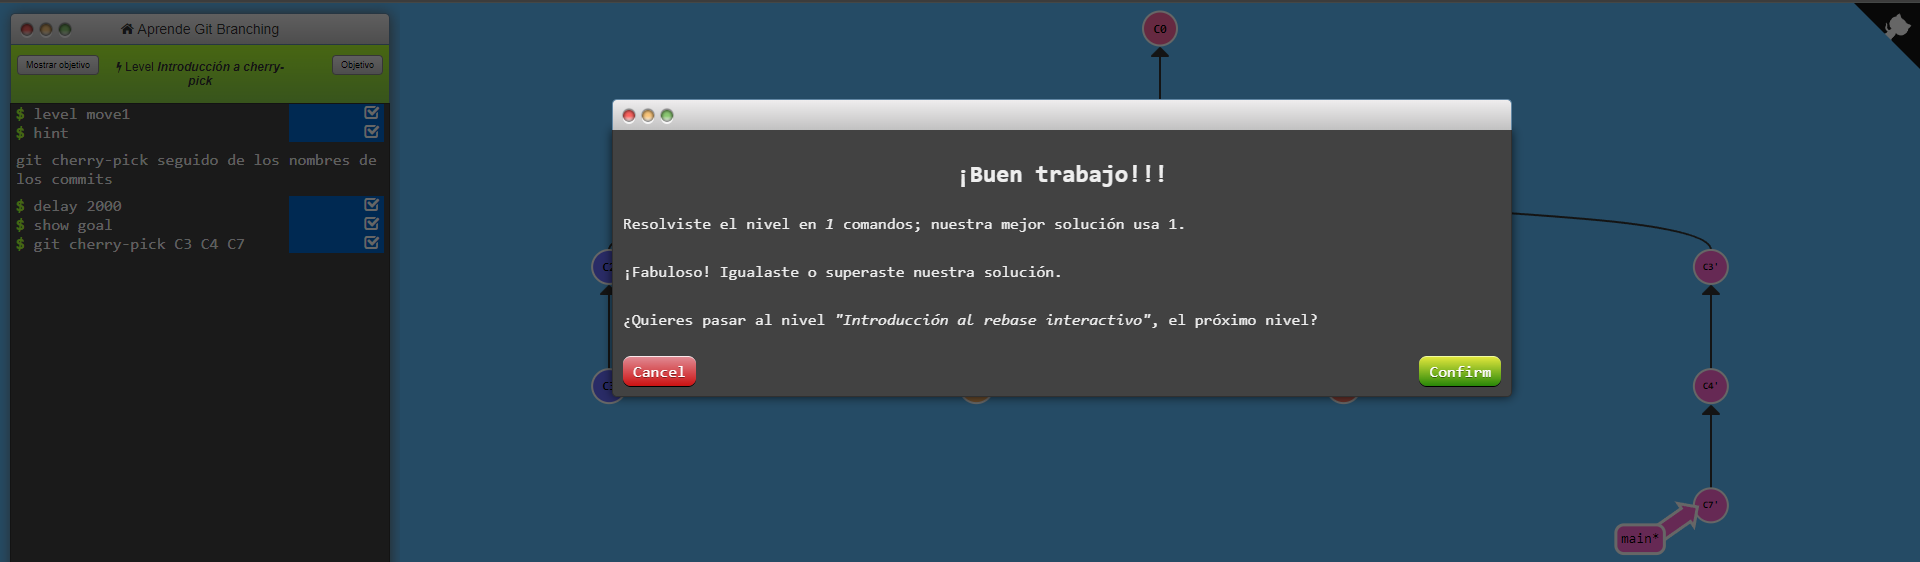 Aprende Git Branching
Mostrar objetivo
Level Introducción a cherry-
pick
Objetivo
$ level move1
$ hint
git cherry-pick seguido de los nombres de
los commits
$ delay 2000
$ show goal
$ git cherry-pick C3 C4 C7
C0
¡Buen trabajo!!!
Resolviste el nivel en 1 comandos; nuestra mejor solución usa 1.
¡Fabuloso! Igualaste o superaste nuestra solución.
¿Quieres pasar al nivel "Introducción al rebase interactivo", el próximo nivel?
Cancel
Confirm
C3'
C4'
C7'
main*